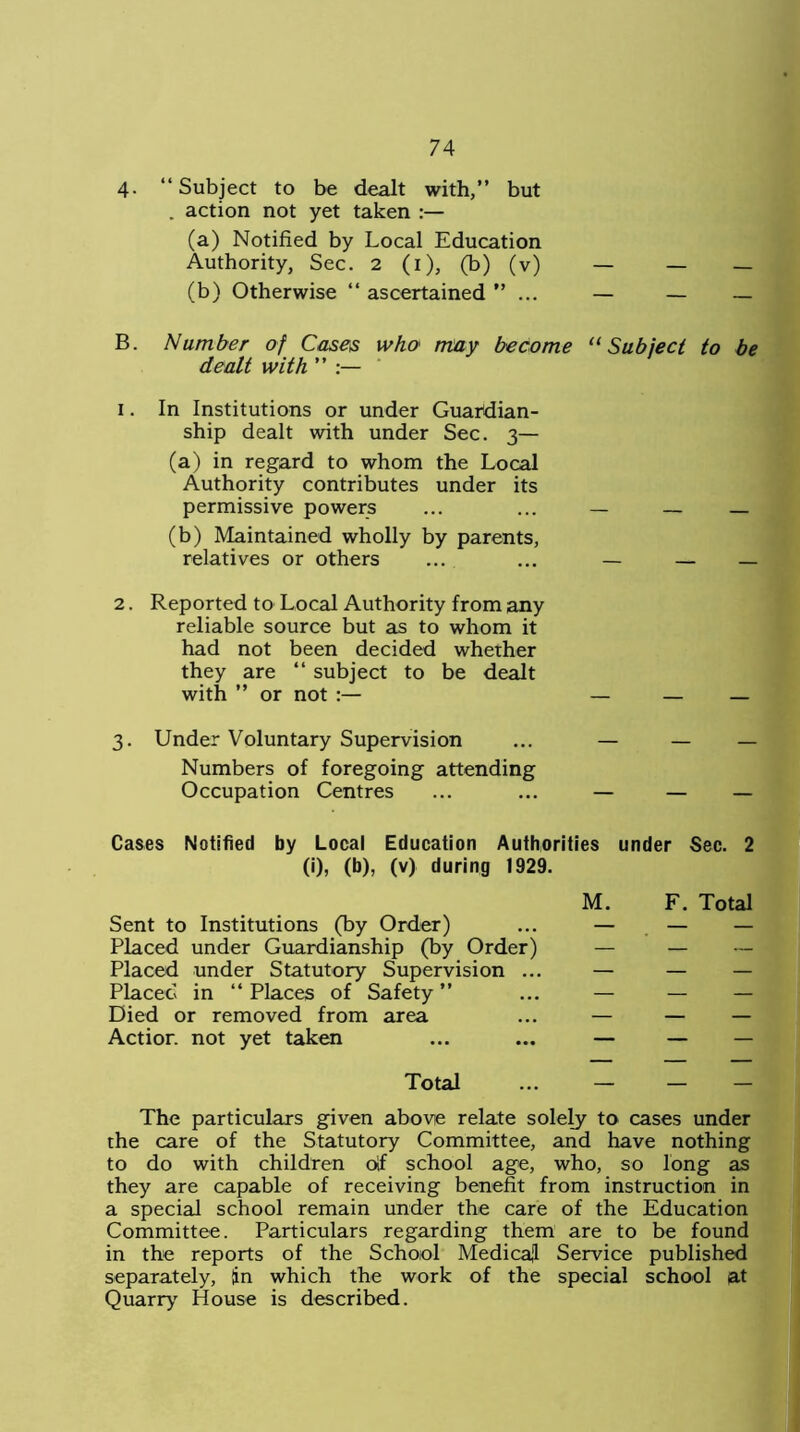 74
4. “Subject to be dealt with,” but
. action not yet taken :—
(a) Notified by Local Education
Authority, Sec. 2 (1), (b) (v) — — —
(b) Otherwise “ ascertained ” ... — — —
B. Number of Cases who may become “Subject to be
dealt with ” :—
1. In Institutions or under Guardian-
ship dealt with under Sec. 3—
(a) in regard to whom the Local
Authority contributes under its
permissive powers ... ... — — —
(b) Maintained wholly by parents,
relatives or others ... ... — — —
2. Reported to Local Authority from any
reliable source but as to whom it
had not been decided whether
they are “ subject to be dealt
with ” or not :— — — —
3. Under Voluntary Supervision ... — — —
Numbers of foregoing attending
Occupation Centres ... ... — — —
Cases Notified by Local Education Authorities under Sec. 2
(i), (b), (v) during 1929.
M. F. Total
Sent to Institutions (by Order) ... — — —
Placed under Guardianship (by Order) — — —
Placed under Statutory Supervision ... — — —
Placed in “Places of Safety” ... — — —
Died or removed from area ... — — —
Action not yet taken ... ... — — —
Total ... — — —
The particulars given above relate solely to cases under
the care of the Statutory Committee, and have nothing
to do with children of school age, who, so long as
they are capable of receiving benefit from instruction in
a special school remain under the care of the Education
Committee. Particulars regarding them are to be found
in the reports of the School Medical Service published
separately, in which the work of the special school at
Quarry House is described.